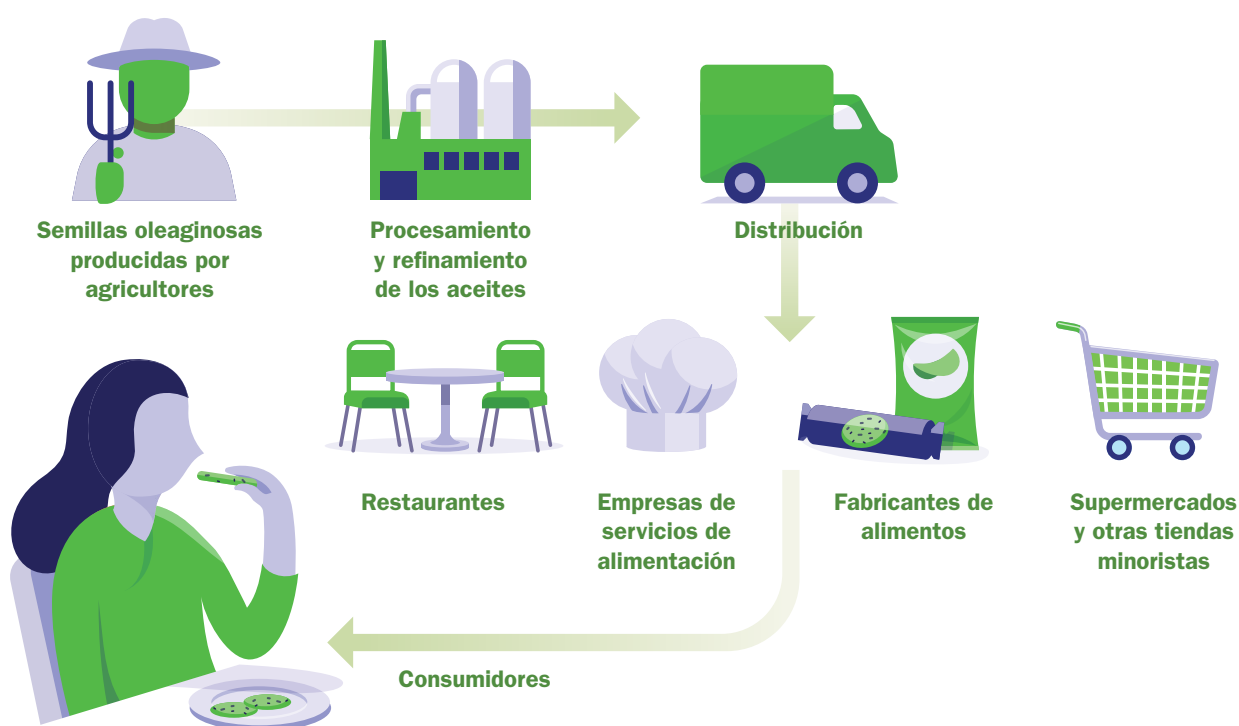 Semillas oleaginosas
producidas por
agricultores
Procesamiento
y refinamiento
de los aceites
Distribución
Restaurantes
Empresas de
servicios de
alimentación
Fabricantes de
alimentos
Supermercados
y otras tiendas
minoristas
Consumidores